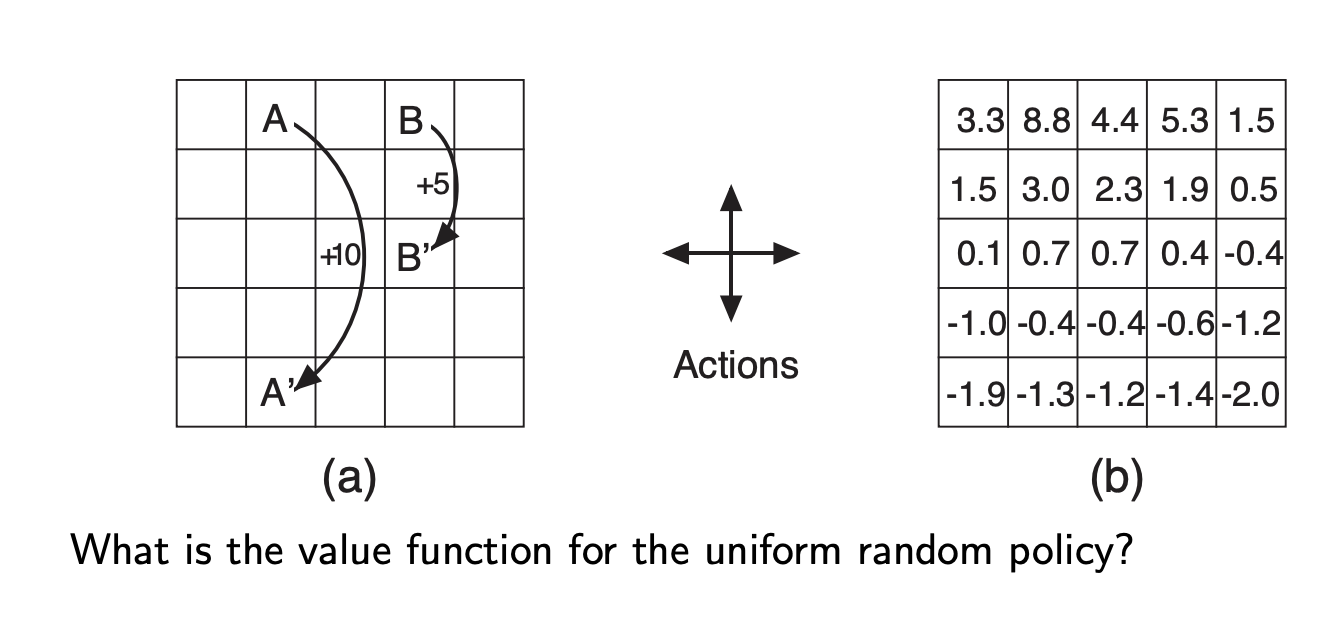 A B 3.3 8.8 4.4 5.3 1.5
+5 1.5 3.0 2.3 1.9 0.5
+10 B’ 0.1 0.7 0.7 0.4 -0.4
-1.0 -0.4 -0.4 -0.6 -1.2
Actions
A’ -1.9 -1.3 -1.2 -1.4 -2.0
(a) (b)
What is the value function for the uniform random policy?